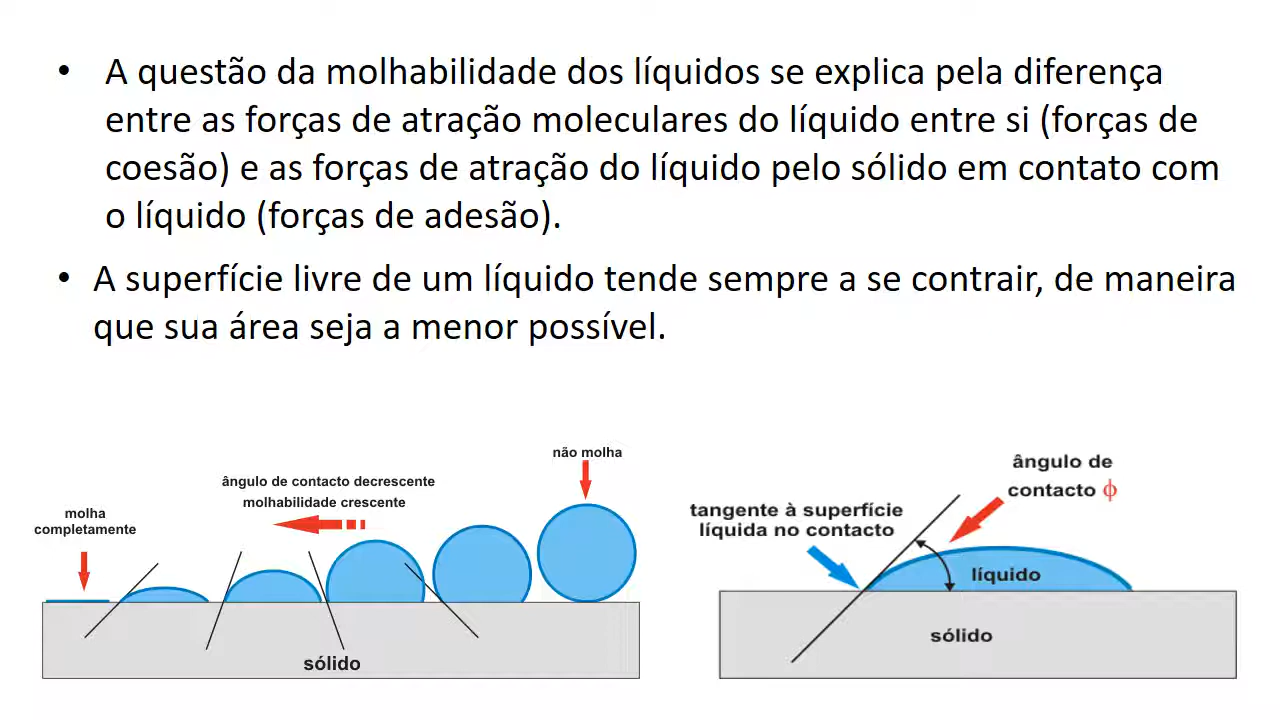 • A questão da molhabilidade dos líquidos se explica pela diferença
entre as forças de atração moleculares do líquido entre si (forças de
coesão) e as forças de atração do líquido pelo sólido em contato com
o líquido (forças de adesão).
• A superfície livre de um líquido tende sempre a se contrair, de maneira
que sua área seja a menor possível.
não molha
ângulo de contacto decrescente
molhabilidade crescente
molha
completamente
sólido
ângulo de
contacto ϕ
tangente à superfície
líquida no contacto
líquido
sólido